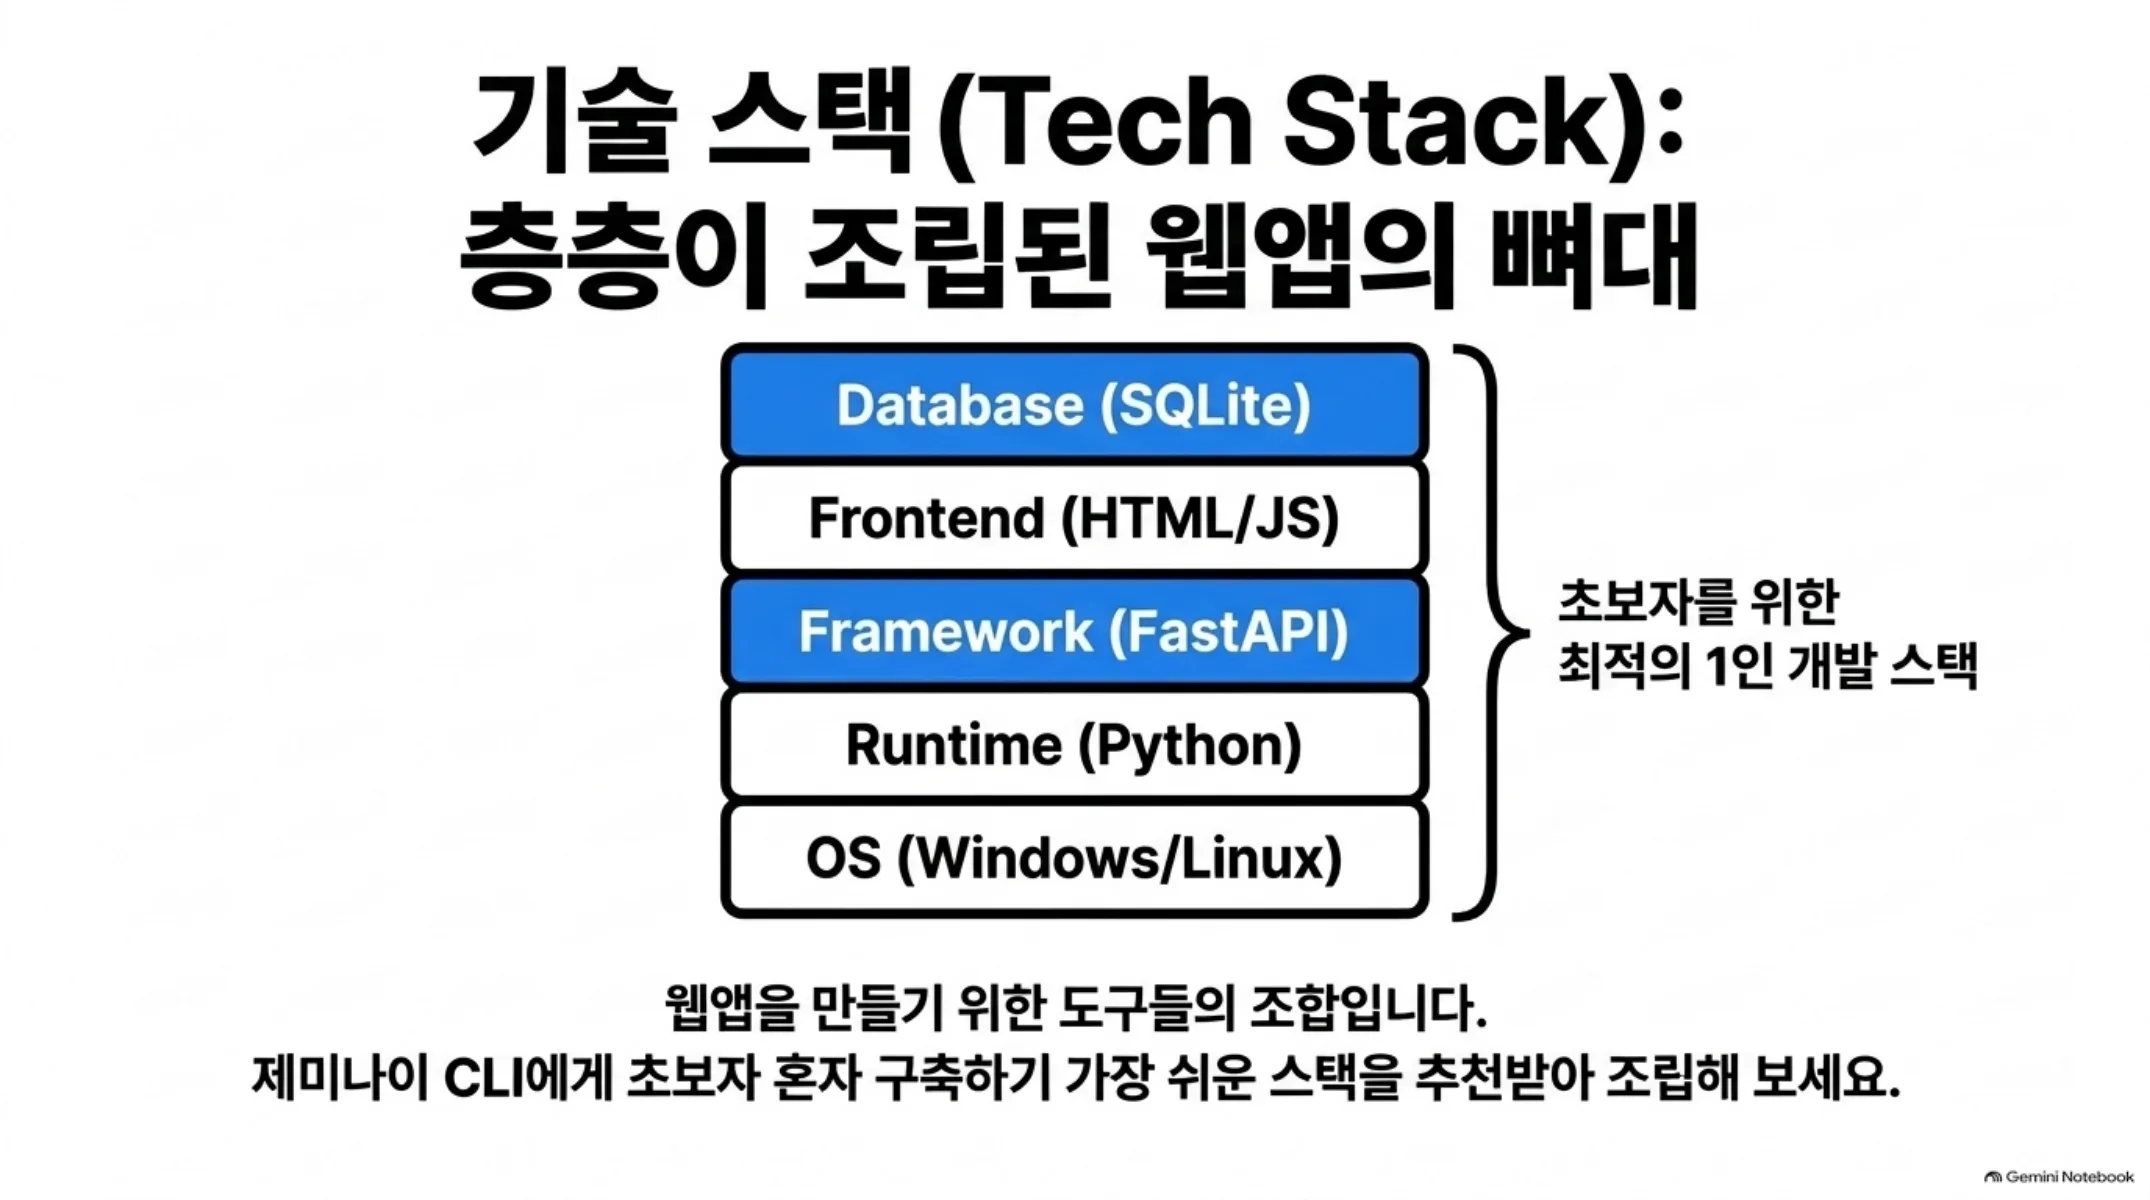 기술 스택 (Tech Stack):
층층이 조립된 웹앱의 뼈대
Database (SQLite)
Frontend (HTML/JS)
Framework (FastAPI)
Runtime (Python)
OS (Windows/Linux)
초보자를 위한
최적의 1인 개발 스택
웹앱을 만들기 위한 도구들의 조합입니다.
제미나이 CLI에게 초보자 혼자 구축하기 가장 쉬운 스택을 추천받아 조립해 보세요.
Gemini Notebook